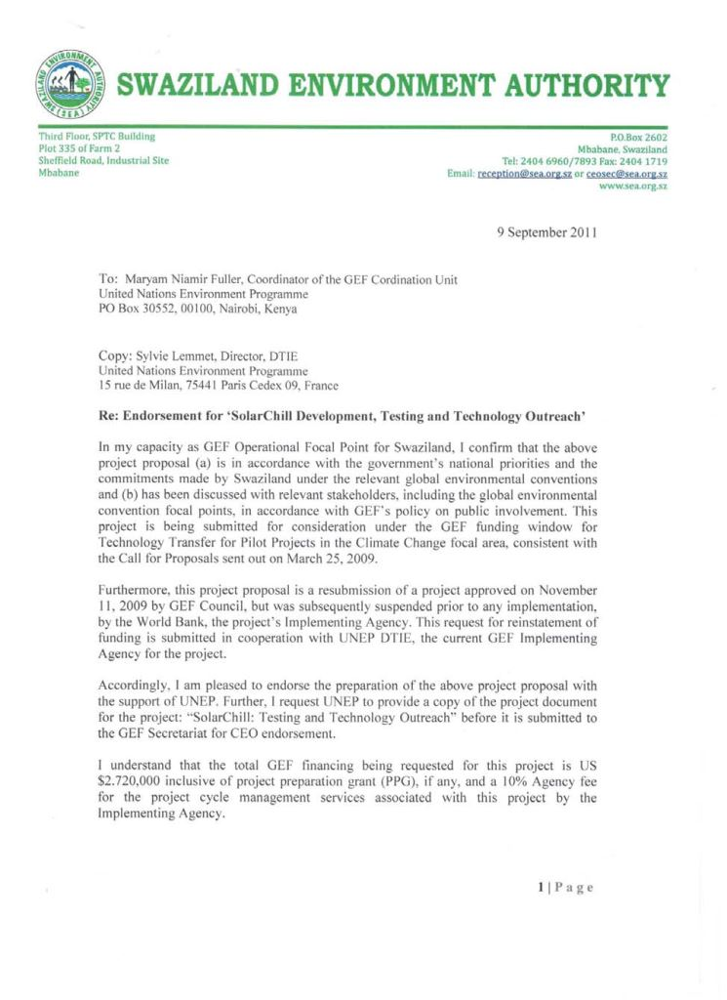 SWAZILAND ENVIRONMENT AUTHORITY
SWAZILAND ENVIRONMENT AUTHORITY
(SEA)
Third Floor, SPTC Building
Plot 335 of Farm 2
Sheffield Road, Industrial Site
Mbabane
P.O.Box 2602
Mbabane, Swaziland
Tel: 2404 6960/7893 Fax: 2404 1719
Email: reception@sea.org.sz or ceosec@sea.org.sz
www.sea.org.sz
9 September 2011
To: Maryam Niamir Fuller, Coordinator of the GEF Cordination Unit
United Nations Environment Programme
PO Box 30552, 00100, Nairobi, Kenya
Copy: Sylvie Lemmet, Director, DTIE
United Nations Environment Programme
15 rue de Milan, 75441 Paris Cedex 09, France
Re: Endorsement for ‘SolarChill Development, Testing and Technology Outreach’
In my capacity as GEF Operational Focal Point for Swaziland, I confirm that the above
project proposal (a) is in accordance with the government’s national priorities and the
commitments made by Swaziland under the relevant global environmental conventions
and (b) has been discussed with relevant stakeholders, including the global environmental
convention focal points, in accordance with GEF’s policy on public involvement. This
project is being submitted for consideration under the GEF funding window for
Technology Transfer for Pilot Projects in the Climate Change focal area, consistent with
the Call for Proposals sent out on March 25, 2009.
Furthermore, this project proposal is a resubmission of a project approved on November
11, 2009 by GEF Council, but was subsequently suspended prior to any implementation,
by the World Bank, the project’s Implementing Agency. This request for reinstatement of
funding is submitted in cooperation with UNEP DTIE, the current GEF Implementing
Agency for the project.
Accordingly, I am pleased to endorse the preparation of the above project proposal with
the support of UNEP. Further, I request UNEP to provide a copy of the project document
for the project: “SolarChill: Testing and Technology Outreach” before it is submitted to
the GEF Secretariat for CEO endorsement.
I understand that the total GEF financing being requested for this project is US
$2.720,000 inclusive of project preparation grant (PPG), if any, and a 10% Agency fee
for the project cycle management services associated with this project by the
Implementing Agency.
1 | P a g e